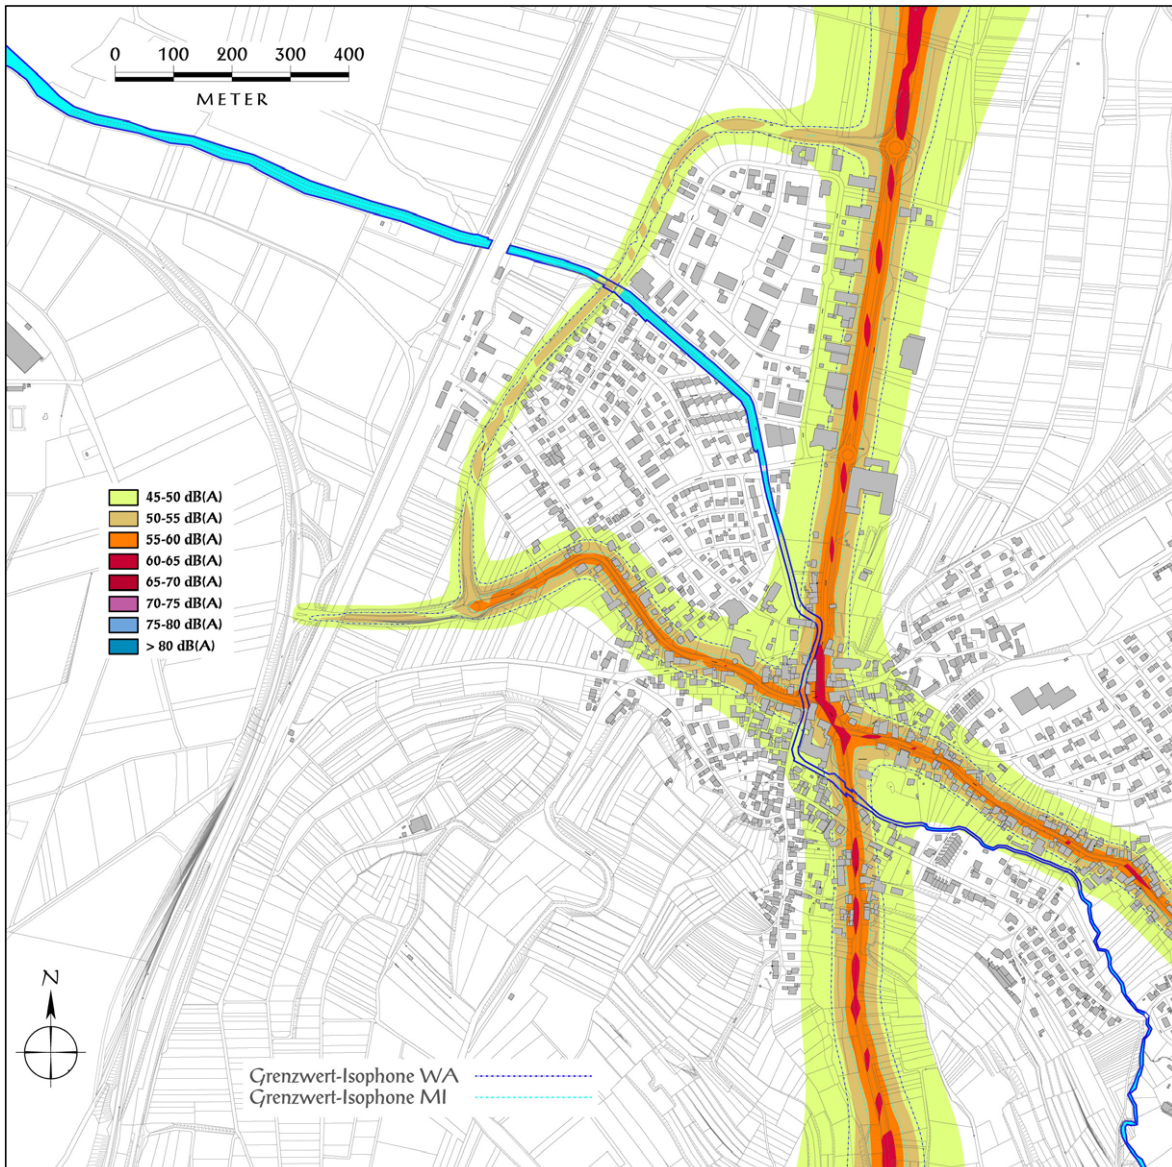 0 100 200 300 400
METER
45-50 dB(A)
50-55 dB(A)
55-60 dB(A)
60-65 dB(A)
65-70 dB(A)
70-75 dB(A)
75-80 dB(A)
> 80 dB(A)
N
Grenzwert-Isophone WA
Grenzwert-Isophone MI